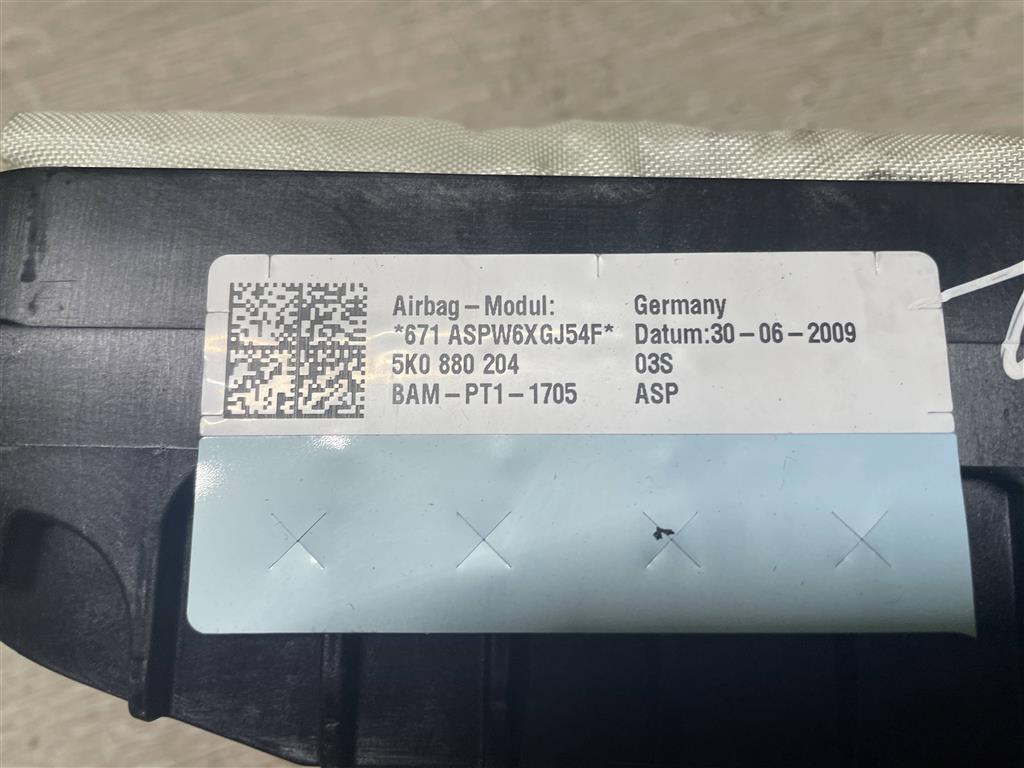 Airbag-Modul: Germany
*671 ASPW6XGJ54F* Datum:30-06-2009
5K0 880 204 03S
BAM-PT1-1705 ASP